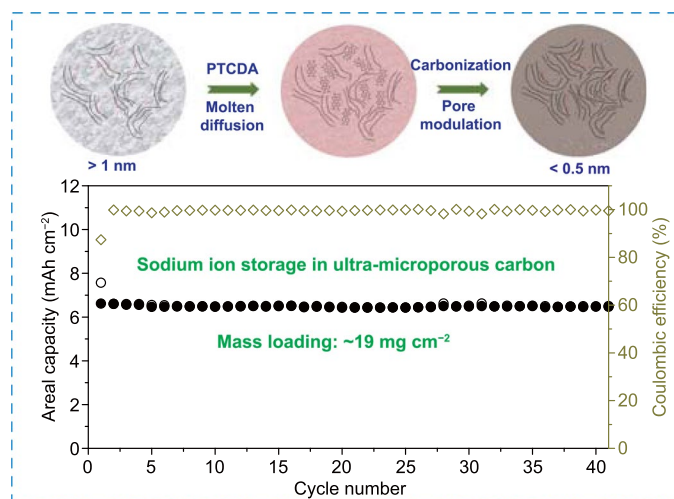 PTCDA
Molten
diffusion
Carbonization
Pore
modulation
> 1 nm
< 0.5 nm
12
10
8
6
4
2
0
Areal capacity (mAh cm⁻²)
Sodium ion storage in ultra-microporous carbon
Mass loading: ~19 mg cm⁻²
100
80
60
40
20
0
Coulombic efficiency (%)
0 5 10 15 20 25 30 35 40
Cycle number